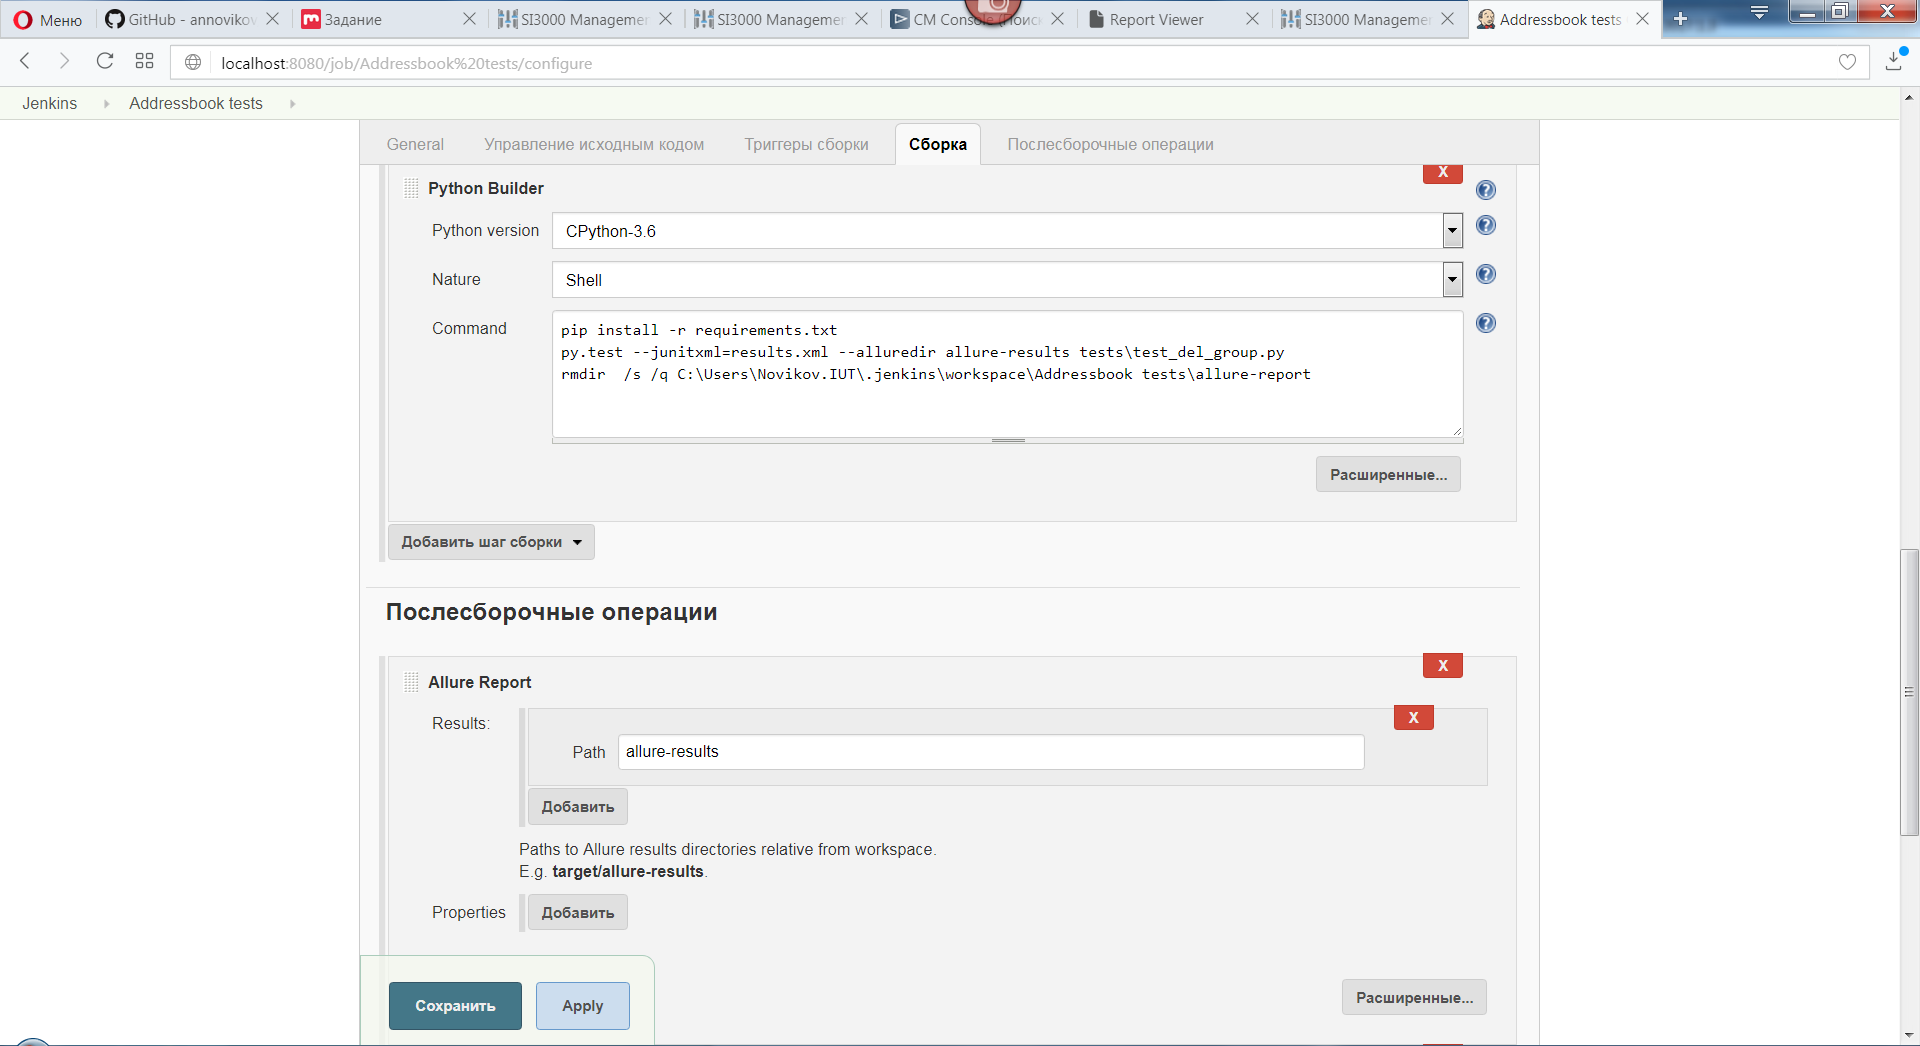 Меню
GitHub - annovikov
Задание
SI3000 Managemer
SI3000 Managemer
CM Console (Поиск
Report Viewer
SI3000 Managemer
Addressbook tests
localhost:8080/job/Addressbook%20tests/configure
Jenkins
Addressbook tests
General
Управление исходным кодом
Триггеры сборки
Сборка
Послесборочные операции
X
Python Builder
Python version
CPython-3.6
Nature
Shell
Command
pip install -r requirements.txt
py.test --junitxml=results.xml --alluredir allure-results tests\test_del_group.py
rmdir  /s /q C:\Users\Novikov.IUT\.jenkins\workspace\Addressbook tests\allure-report
Расширенные...
Добавить шаг сборки
Послесборочные операции
X
Allure Report
Results:
X
Path
allure-results
Добавить
Paths to Allure results directories relative from workspace.
E.g. target/allure-results.
Properties
Добавить
Сохранить
Apply
Расширенные...